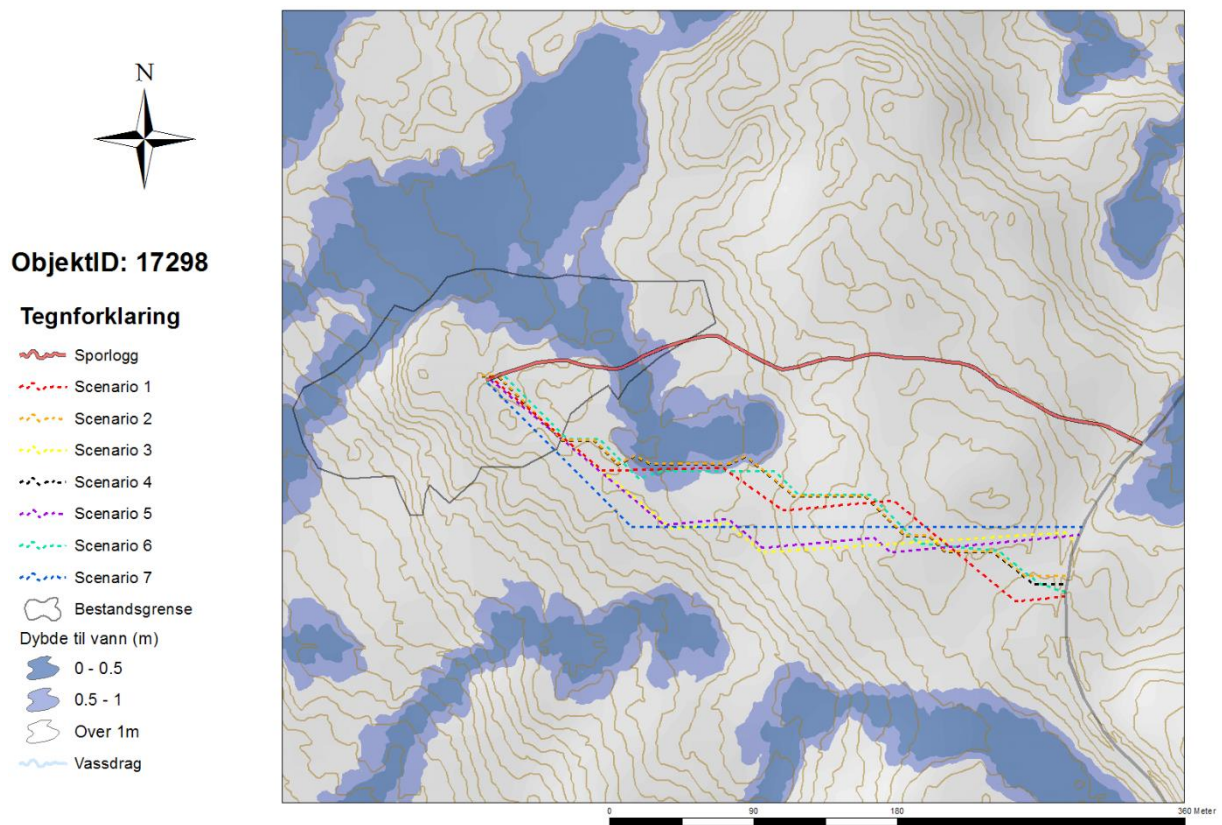 N
ObjektID: 17298
Tegnforklaring
Sporlogg
Scenario 1
Scenario 2
Scenario 3
Scenario 4
Scenario 5
Scenario 6
Scenario 7
Bestandsgrense
Dybde til vann (m)
0 - 0.5
0.5 - 1
Over 1m
Vassdrag
0 90 180 360 Meter